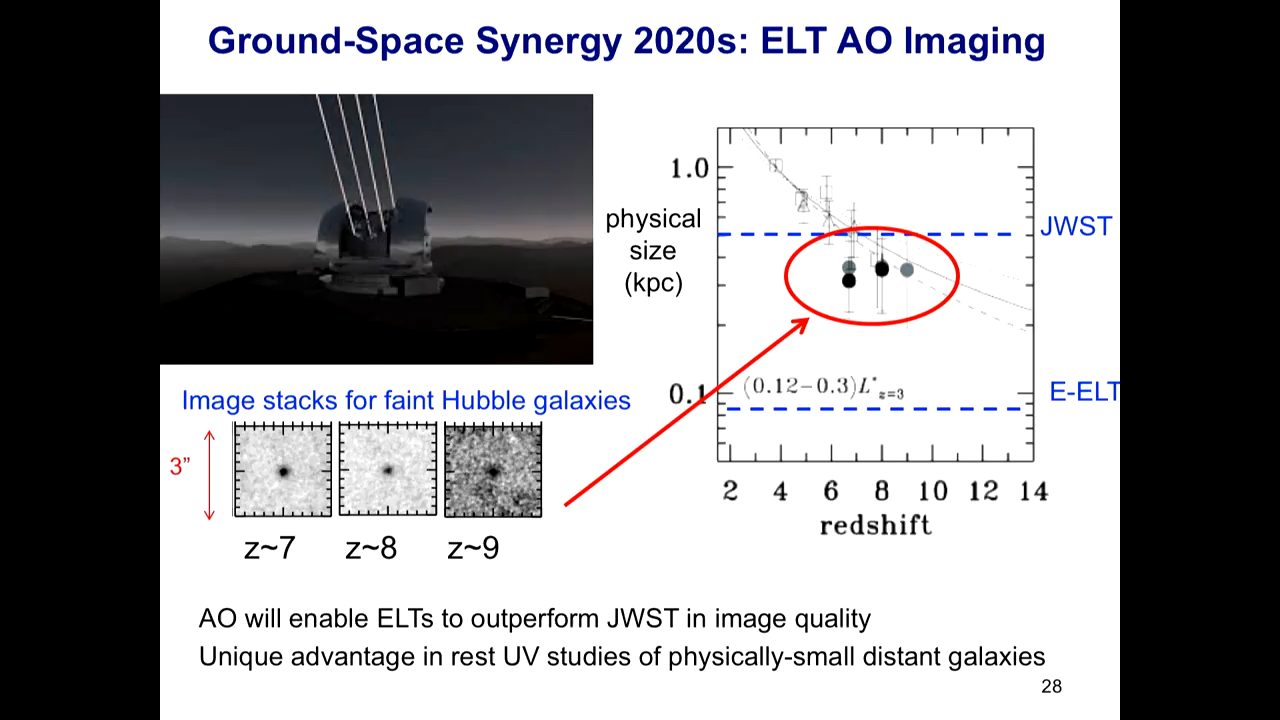 Ground-Space Synergy 2020s: ELT AO Imaging
1.0
physical
size
(kpc)
JWST
0.1
(0.12−0.3)L*z=3
E-ELT
2 4 6 8 10 12 14
redshift
Image stacks for faint Hubble galaxies
3”
z~7 z~8 z~9
AO will enable ELTs to outperform JWST in image quality
Unique advantage in rest UV studies of physically-small distant galaxies
28